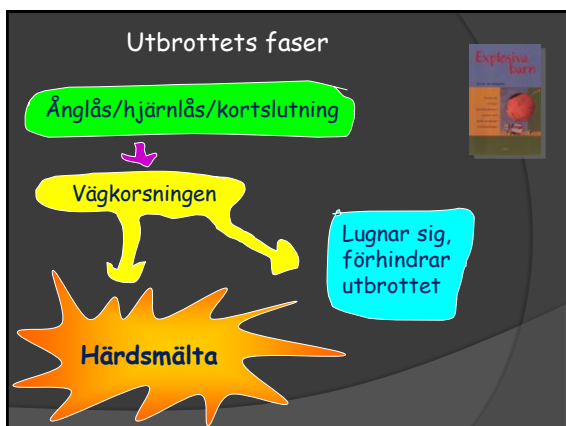 Utbrottets faser
Explosiva
barn
Ånglås/hjärnlås/kortslutning
Vägkorsningen
Lugnar sig,
förhindrar
utbrottet
Härdsmälta